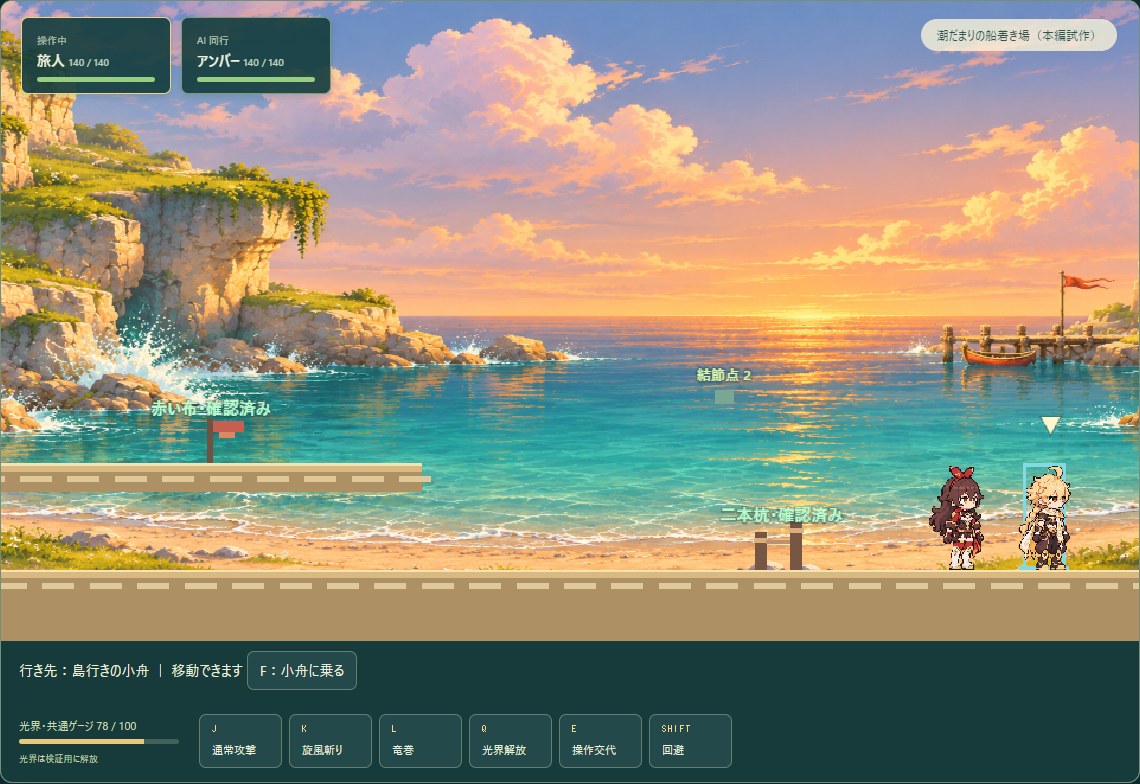 操作中
旅人 140 / 140
AI 同行
アンバー 140 / 140
潮だまりの船着き場（本編試作）
結節点 2
赤い布・確認済み
二本杭・確認済み
行き先：島行きの小舟 ｜ 移動できます
F：小舟に乗る
光界・共通ゲージ 78 / 100
光界は検証用に解放
J
通常攻撃
K
旋風斬り
L
竜巻
Q
光界解放
E
操作交代
SHIFT
回避